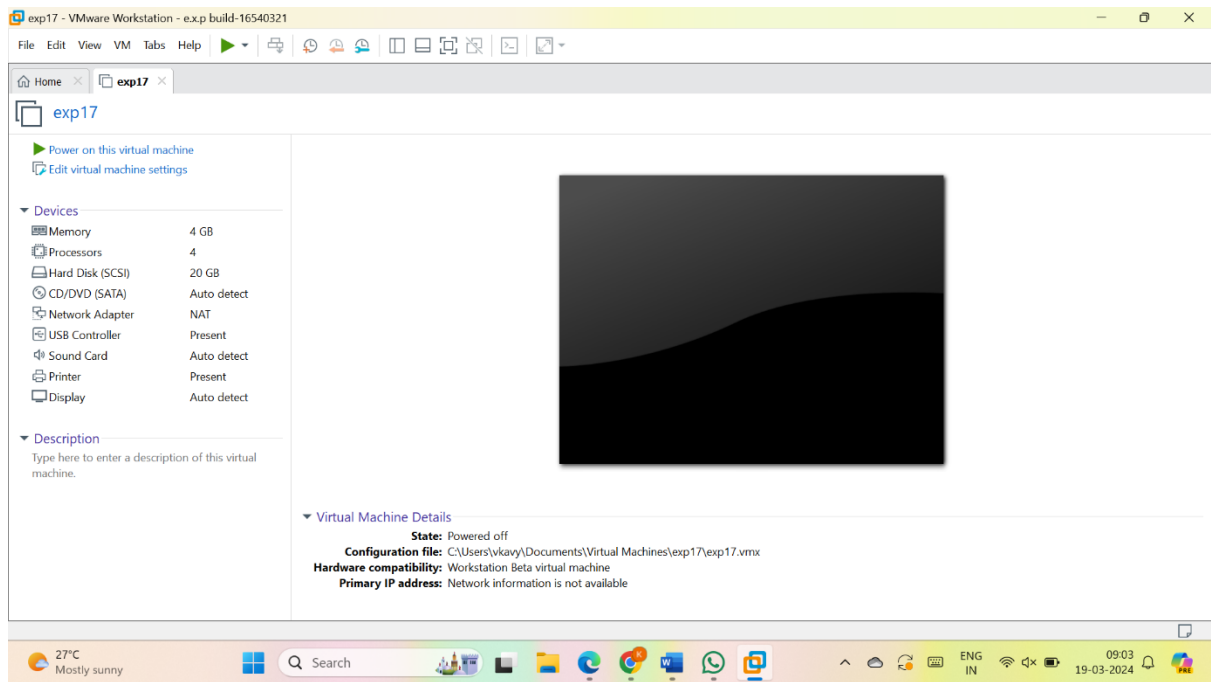 exp17 - VMware Workstation - e.x.p build-16540321
File Edit View VM Tabs Help
Home
exp17
exp17
Power on this virtual machine
Edit virtual machine settings
Devices
Memory 4 GB
Processors 4
Hard Disk (SCSI) 20 GB
CD/DVD (SATA) Auto detect
Network Adapter NAT
USB Controller Present
Sound Card Auto detect
Printer Present
Display Auto detect
Description
Type here to enter a description of this virtual
machine.
Virtual Machine Details
State: Powered off
Configuration file: C:\Users\vkavy\Documents\Virtual Machines\exp17\exp17.vmx
Hardware compatibility: Workstation Beta virtual machine
Primary IP address: Network information is not available
27°C
Mostly sunny
Search
K
W
ENG
IN
09:03
19-03-2024
PRE